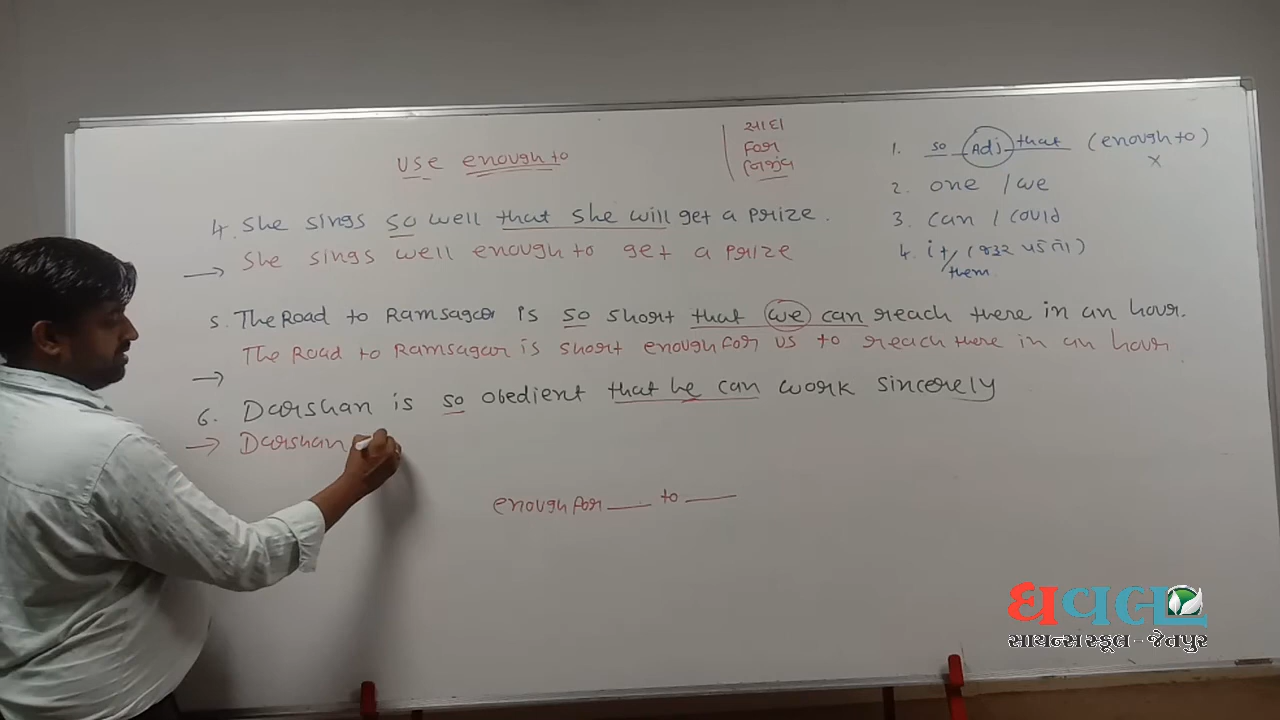 use enough to
સાદા
For
નિજીવ
1. so Adj that (enough to)
x
2. one / we
3. can / could
4. it / (જરૂર પડે તો)
them
4. She sings so well that she will get a prize.
→ She sings well enough to get a prize
5. The Road to Ramsagar is so short that we can reach there in an hour.
→ The Road to Ramsagar is short enough for us to reach there in an hour
6. Darshan is so obedient that he can work sincerely
→ Darshan
enough for ___ to ___
ધવલ
સાયન્સ સ્કૂલ - જેતપુર